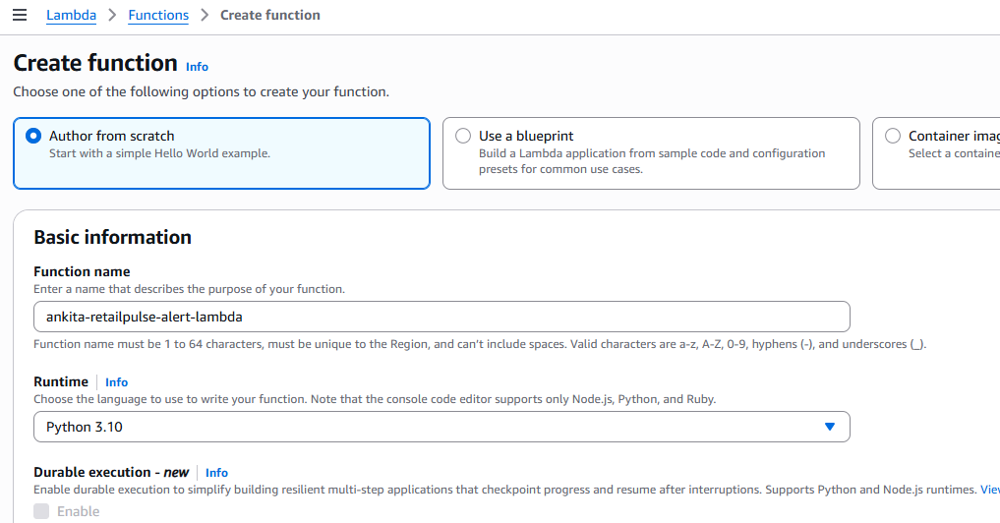 Lambda > Functions > Create function
Create function Info
Choose one of the following options to create your function.
Author from scratch
Start with a simple Hello World example.
Use a blueprint
Build a Lambda application from sample code and configuration
presets for common use cases.
Container imag
Select a containe
Basic information
Function name
Enter a name that describes the purpose of your function.
ankita-retailpulse-alert-lambda
Function name must be 1 to 64 characters, must be unique to the Region, and can't include spaces. Valid characters are a-z, A-Z, 0-9, hyphens (-), and underscores (_).
Runtime Info
Choose the language to use to write your function. Note that the console code editor supports only Node.js, Python, and Ruby.
Python 3.10
Durable execution - new Info
Enable durable execution to simplify building resilient multi-step applications that checkpoint progress and resume after interruptions. Supports Python and Node.js runtimes. View
Enable